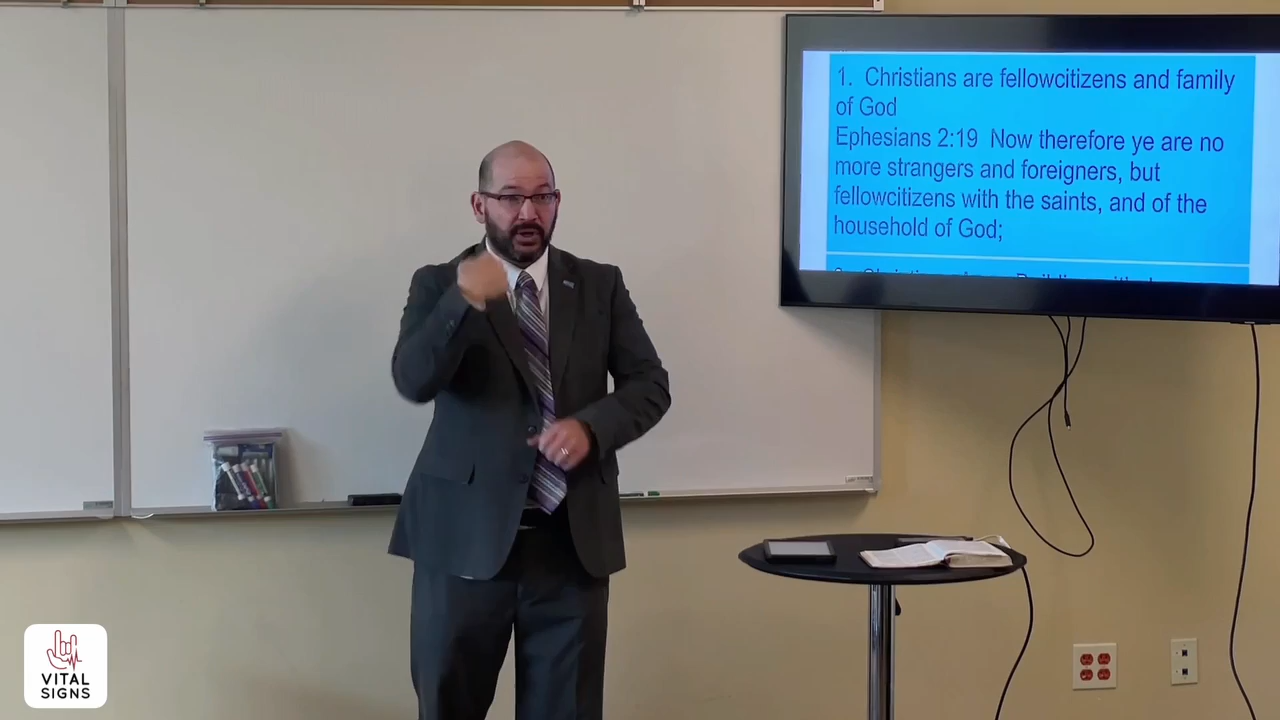 1. Christians are fellowcitizens and family
of God
Ephesians 2:19 Now therefore ye are no
more strangers and foreigners, but
fellowcitizens with the saints, and of the
household of God;
VITAL
SIGNS